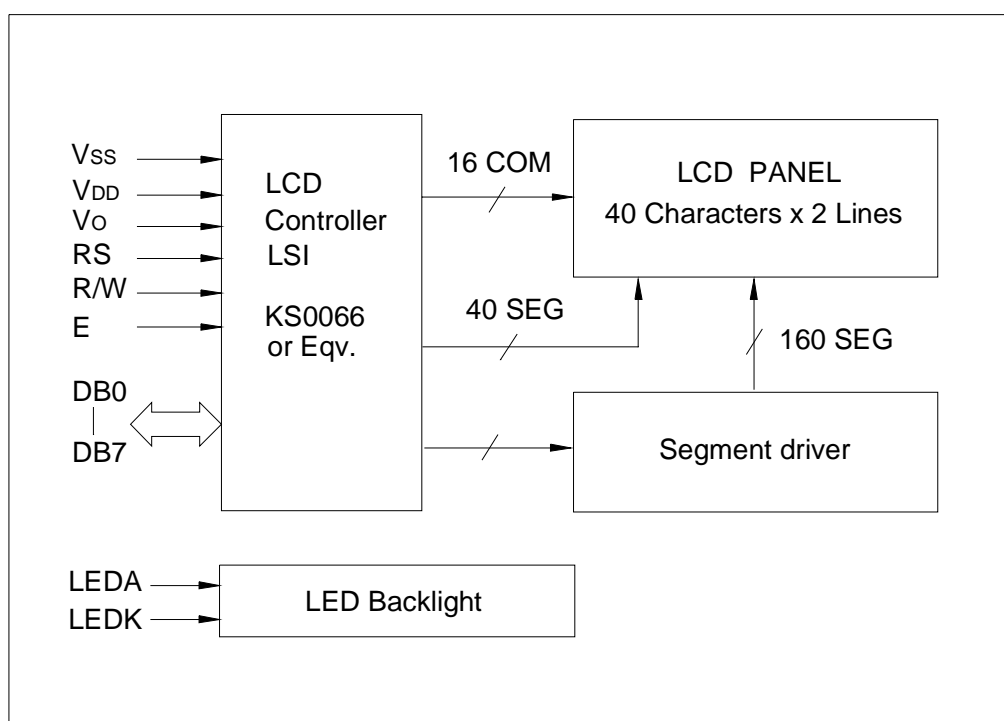 VSS
VDD
VO
RS
R/W
E
DB0
DB7
LCD
Controller
LSI
KS0066
or Eqv.
16 COM
40 SEG
LCD PANEL
40 Characters x 2 Lines
160 SEG
Segment driver
LEDA
LEDK
LED Backlight